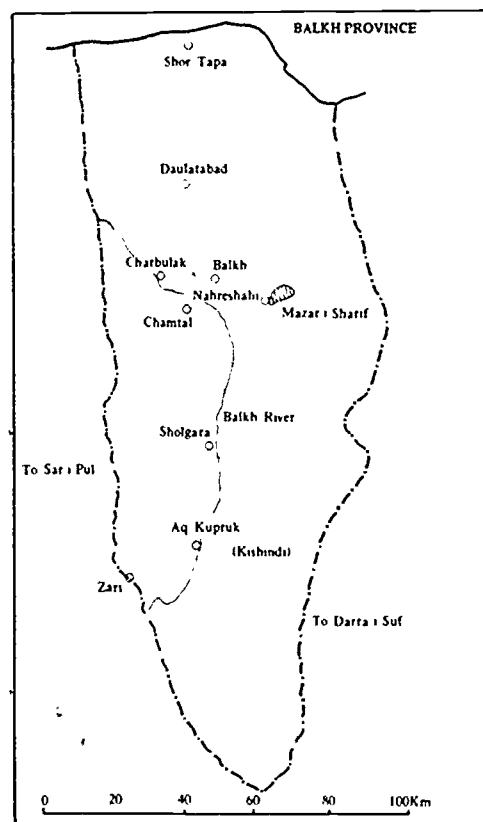 BALKH PROVINCE
Shor Tapa
Daulatabad
Charbulak
Balkh
Nahreshahi
Mazar i Sharif
Chamtal
Balkh River
Sholgara
To Sar i Pul
Aq Kupruk
(Kishindi)
Zari
To Darra i Suf
0 20 40 60 80 100Km